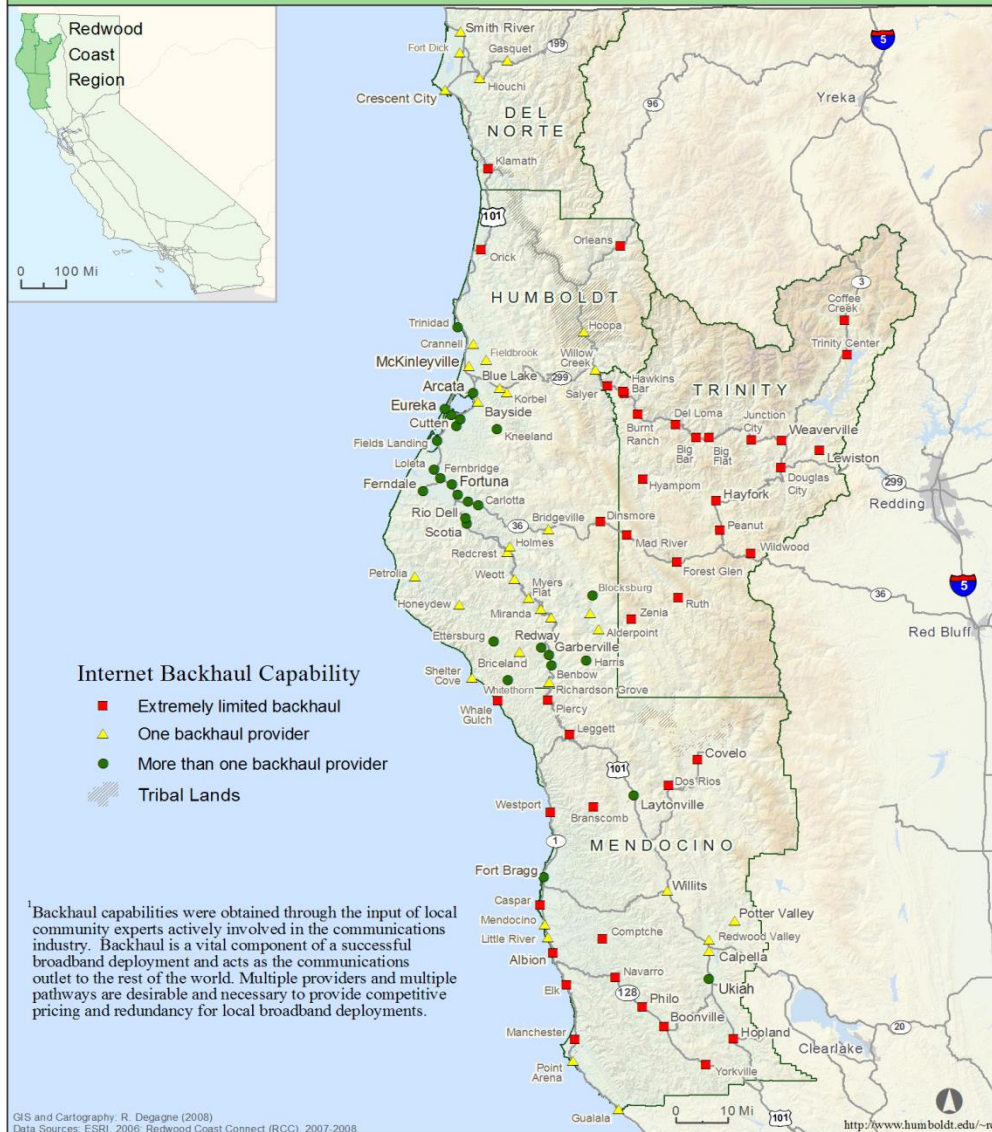 Redwood
Coast
Region
0 100 Mi
Smith River
Fort Dick
Gasquet
199
5
Hiouchi
Crescent City
96
Yreka
DEL
NORTE
Klamath
101
Orleans
Orick
3
HUMBOLDT
Coffee
Creek
Trinidad
Hoopa
Trinity Center
Crannell
Fieldbrook
Willow
Creek
McKinleyville
Blue Lake
299
Hawkins
Bar
TRINITY
Arcata
Korbel
Salyer
Eureka
Bayside
Del Loma
Junction
City
Weaverville
Cutten
Kneeland
Burnt
Ranch
Big
Bar
Big
Flat
Lewiston
Fields Landing
Douglas
City
299
Loleta
Fernbridge
Hyampom
Redding
Ferndale
Fortuna
Hayfork
Carlotta
Rio Dell
Bridgeville
Dinsmore
Peanut
Scotia
36
Mad River
Wildwood
Holmes
Redcrest
Forest Glen
5
Petrolia
Weott
Myers
Flat
Blocksburg
Ruth
36
Honeydew
Miranda
Zenia
Red Bluff
Alderpoint
Ettersburg
Redway
Garberville
Briceland
Harris
Shelter
Cove
Benbow
Whitethorn
Richardson Grove
Whale
Gulch
Piercy
Leggett
Internet Backhaul Capability
Extremely limited backhaul
One backhaul provider
More than one backhaul provider
Tribal Lands
101
Covelo
Dos Rios
Westport
Branscomb
Laytonville
1
MENDOCINO
Fort Bragg
Willits
Caspar
Potter Valley
Mendocino
Comptche
Redwood Valley
Little River
Calpella
Albion
Navarro
Elk
128
Ukiah
Philo
Boonville
Hopland
20
Manchester
Clearlake
Point
Arena
Yorkville
Gualala
0 10 Mi
101
1Backhaul capabilities were obtained through the input of local
community experts actively involved in the communications
industry. Backhaul is a vital component of a successful
broadband deployment and acts as the communications
outlet to the rest of the world. Multiple providers and multiple
pathways are desirable and necessary to provide competitive
pricing and redundancy for local broadband deployments.
GIS and Cartography: R. Degagne (2008)
Data Sources: ESRI, 2006; Redwood Coast Connect (RCC), 2007-2008.
http://www.humboldt.edu/~re